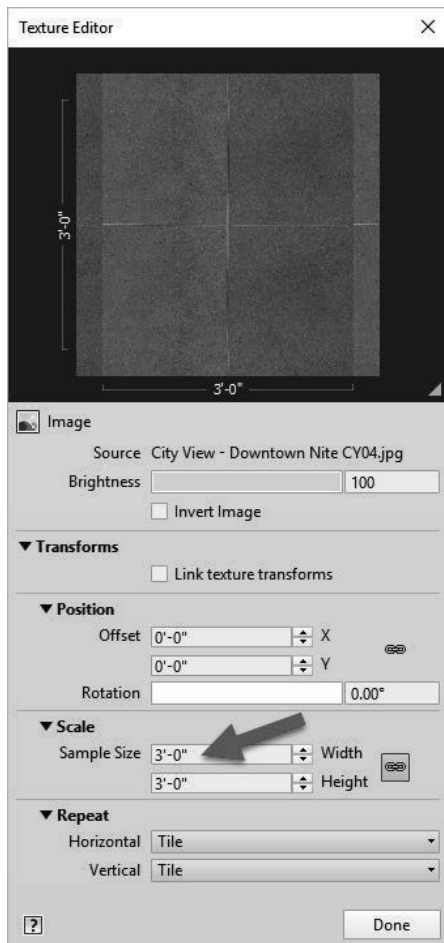 Texture Editor
3'-0"
3'-0"
Image
Source City View - Downtown Nite CY04.jpg
Brightness 100
Invert Image
Transforms
Link texture transforms
Position
Offset 0'-0" X
0'-0" Y
Rotation 0.00°
Scale
Sample Size 3'-0" Width
3'-0" Height
Repeat
Horizontal Tile
Vertical Tile
? Done